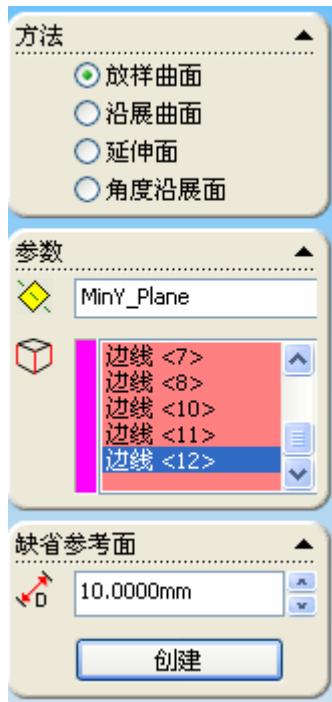 方法
放样曲面
沿展曲面
延伸面
角度沿展面
参数
MinY_Plane
边线 <7>
边线 <8>
边线 <10>
边线 <11>
边线 <12>
缺省参考面
D
10.0000mm
创建